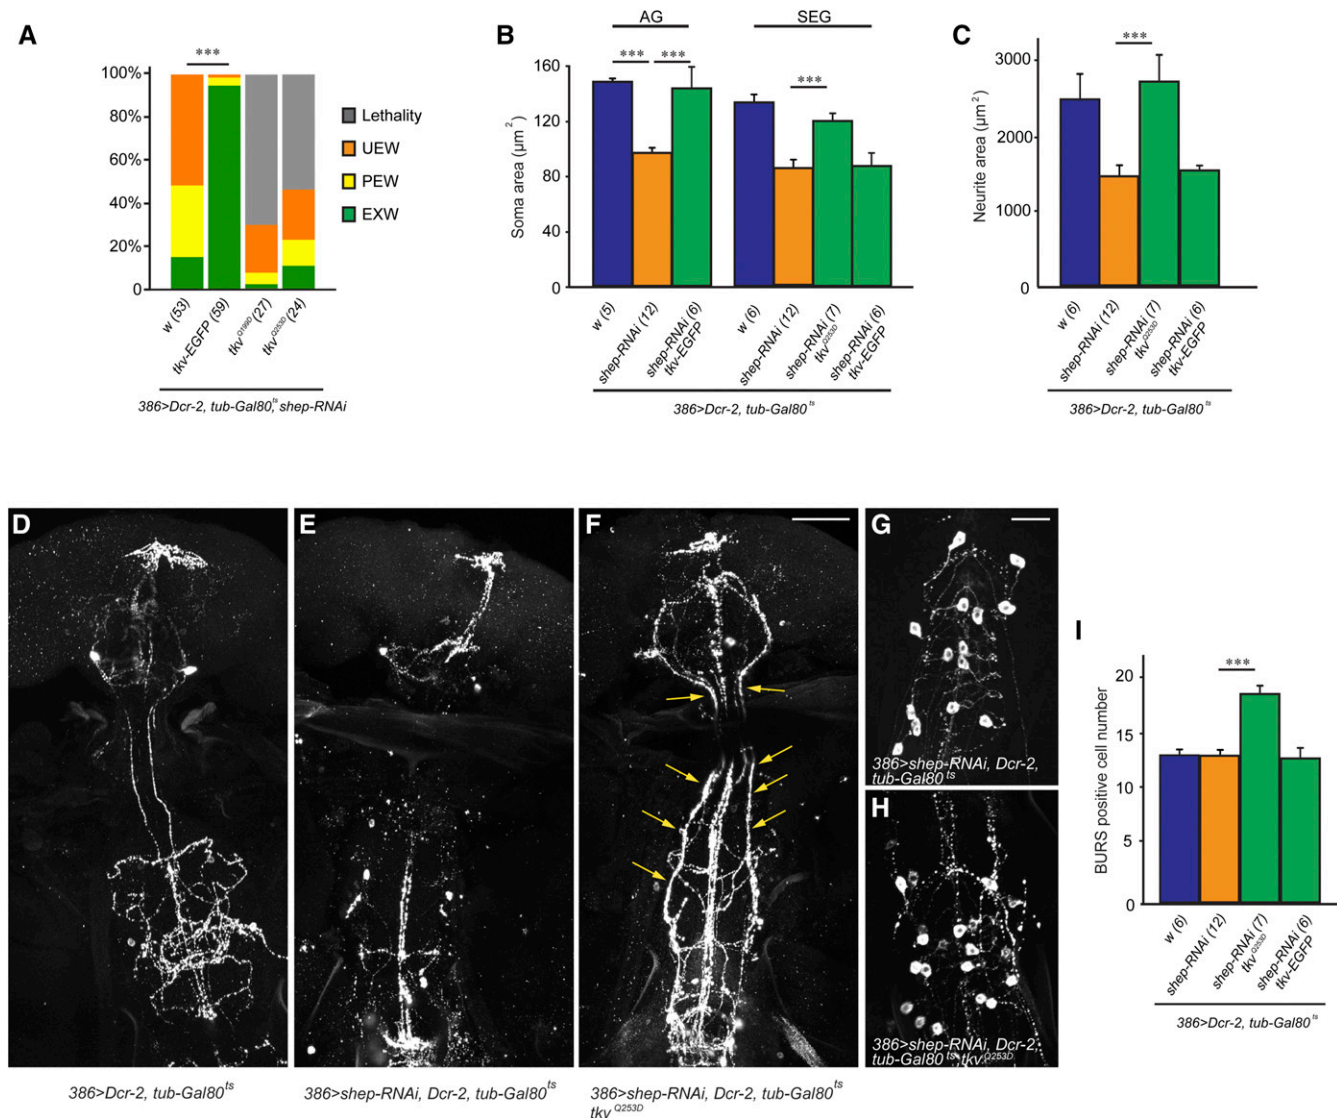 A
***
100%
80%
60%
40%
20%
0
Lethality
UEW
PEW
EXW
w (53)
tkv-EGFP (59)
tkv Q199D (27)
tkv Q253D (24)
386>Dcr-2, tub-Gal80, ts shep-RNAi
B
AG
SEG
*** ***
***
Soma area (µm²)
160
120
80
40
0
w (5)
shep-RNAi (12)
shep-RNAi (6)
tkv-EGFP
w (6)
shep-RNAi (12)
shep-RNAi (7)
tkv Q253D
shep-RNAi (6)
tkv-EGFP
386>Dcr-2, tub-Gal80 ts
C
***
Neurite area (µm²)
3000
2000
1000
0
w (6)
shep-RNAi (12)
shep-RNAi (7)
tkv Q253D
shep-RNAi (6)
tkv-EGFP
386>Dcr-2, tub-Gal80 ts
D
386>Dcr-2, tub-Gal80 ts
E
386>shep-RNAi, Dcr-2, tub-Gal80 ts
F
386>shep-RNAi, Dcr-2, tub-Gal80 ts
tkv Q253D
G
386>shep-RNAi, Dcr-2,
tub-Gal80 ts
H
386>shep-RNAi, Dcr-2,
tub-Gal80 ts tkv Q253D
I
***
BURS positive cell number
20
15
10
5
0
w (6)
shep-RNAi (12)
shep-RNAi (7)
tkv Q253D
shep-RNAi (6)
tkv-EGFP
386>Dcr-2, tub-Gal80 ts